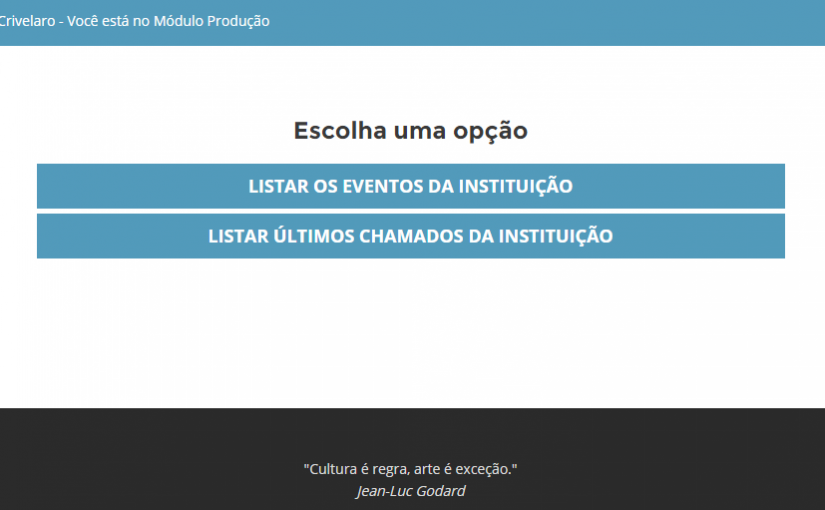 Crivelaro - Você está no Módulo Produção
Escolha uma opção
LISTAR OS EVENTOS DA INSTITUIÇÃO
LISTAR ÚLTIMOS CHAMADOS DA INSTITUIÇÃO
"Cultura é regra, arte é exceção."
Jean-Luc Godard